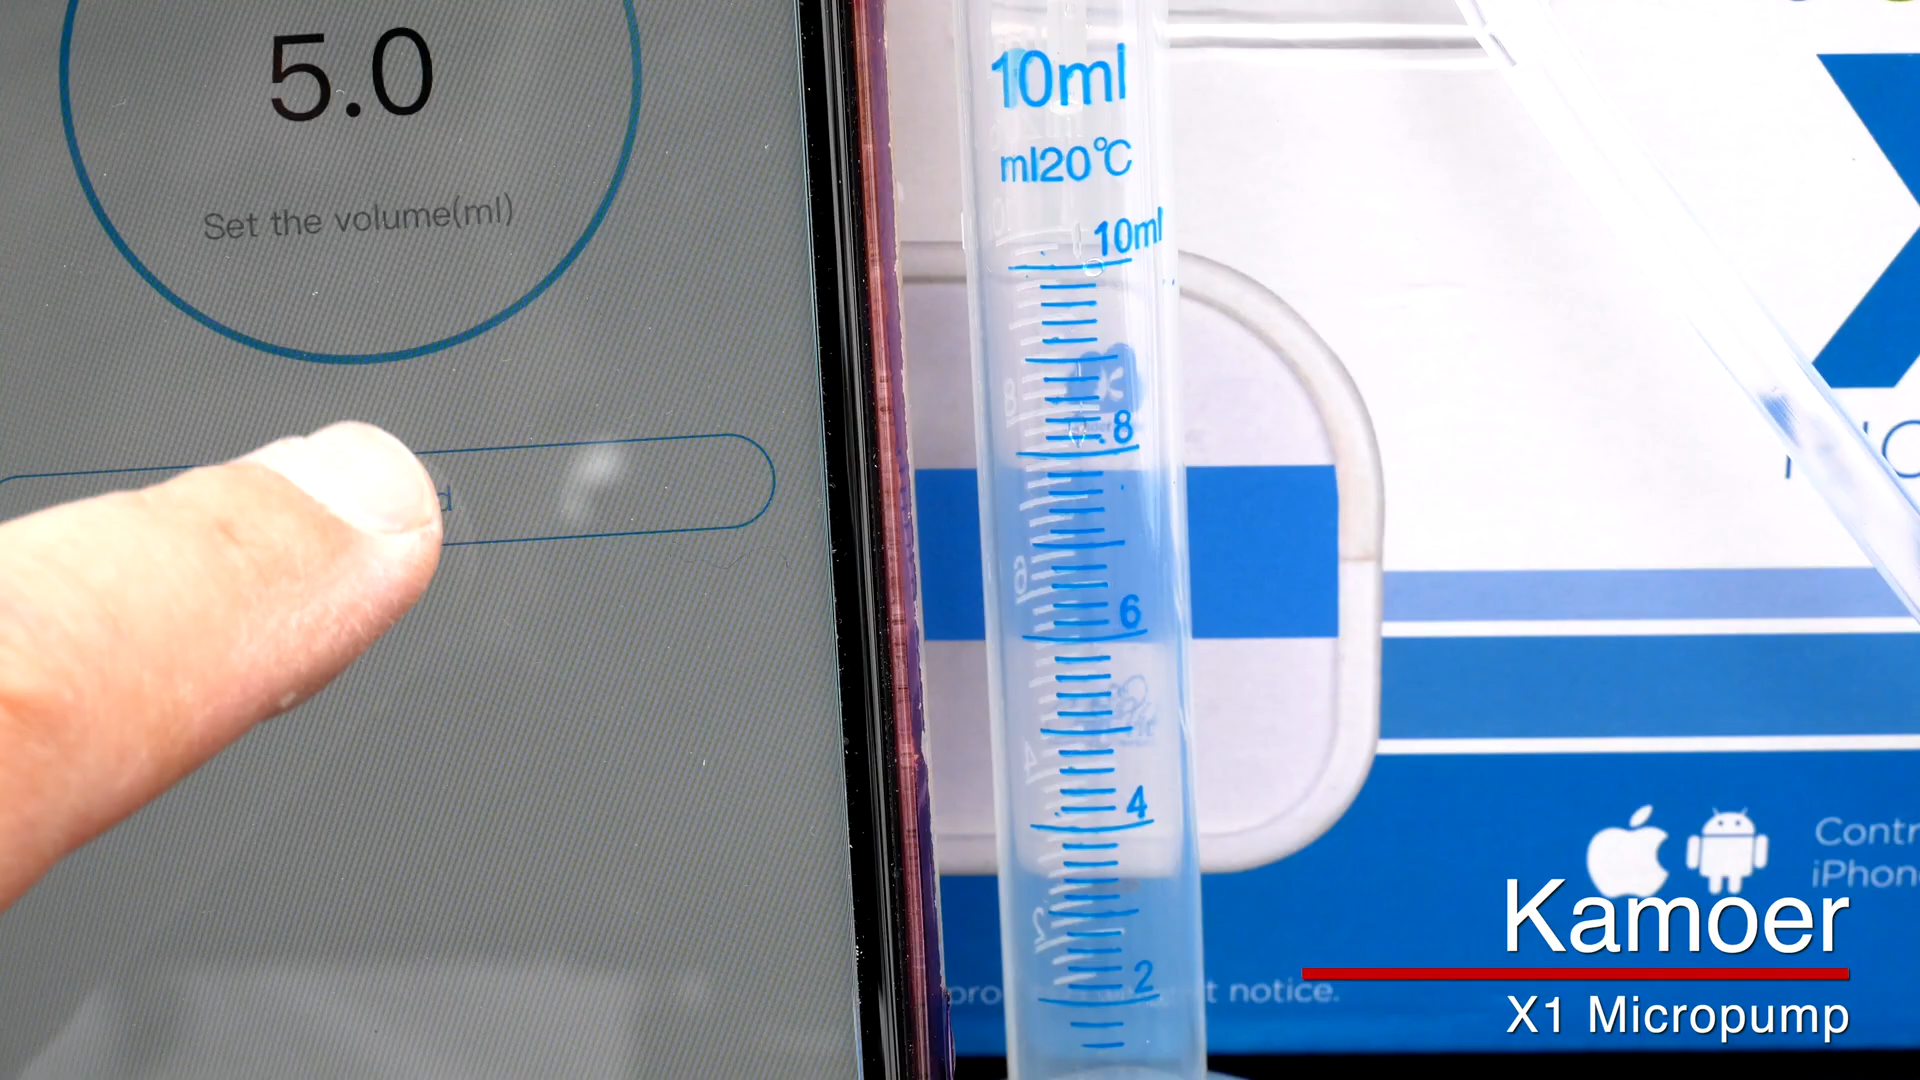 5.0
Set the volume(ml)
10ml
ml20℃
10ml
8
6
4
2
Contr
iPhon
t notice.
Kamoer
X1 Micropump